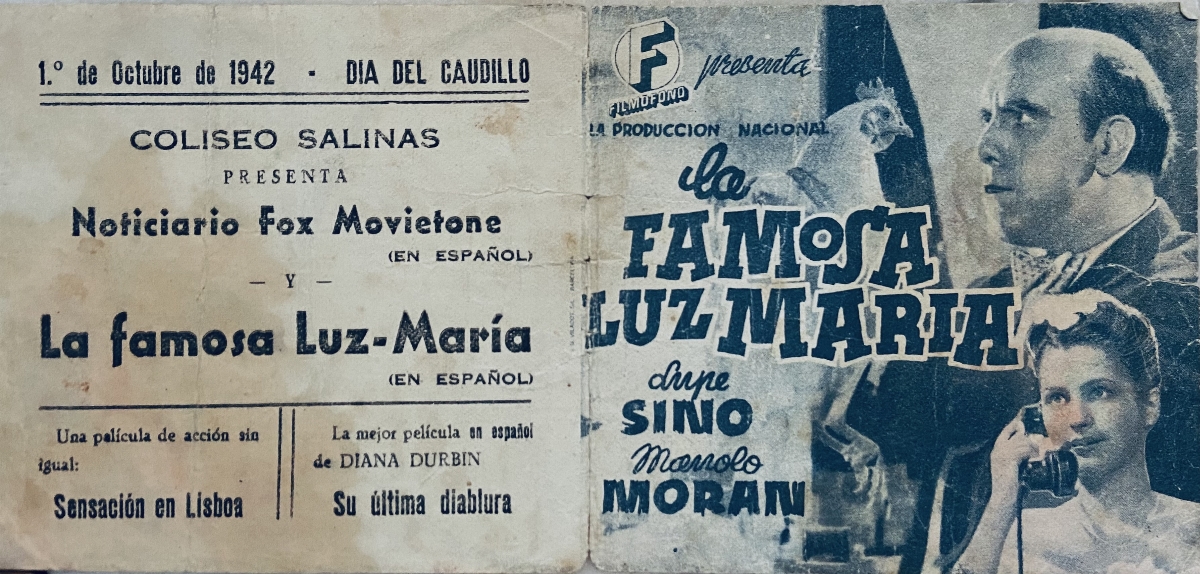 1.º de Octubre de 1942 - DIA DEL CAUDILLO
COLISEO SALINAS
PRESENTA
Noticiario Fox Movietone
(EN ESPAÑOL)
— Y —
La famosa Luz-María
(EN ESPAÑOL)
Una película de acción sin
igual:
Sensación en Lisboa
La mejor película en español
de DIANA DURBIN
Su última diablura
F
FILMÓFONO
presenta
LA PRODUCCION NACIONAL
la
FAMOSA
LUZ MARIA
Lupe
SINO
Manolo
MORAN